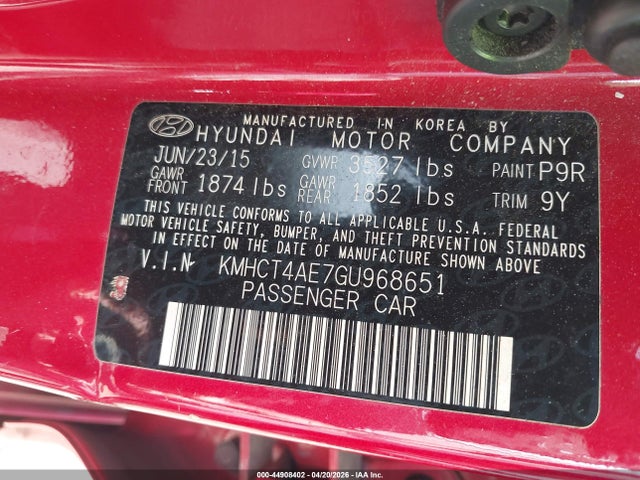 MANUFACTURED IN KOREA BY
HYUNDAI MOTOR COMPANY
JUN/23/15 GVWR 3527 lbs PAINT P9R
GAWR FRONT 1874 lbs GAWR REAR 1852 lbs TRIM 9Y
THIS VEHICLE CONFORMS TO ALL APPLICABLE U.S.A. FEDERAL
MOTOR VEHICLE SAFETY, BUMPER, AND THEFT PREVENTION STANDARDS
IN EFFECT ON THE DATE OF MANUFACTURE SHOWN ABOVE
V.I.N KMHCT4AE7GU968651
PASSENGER CAR
000-44908402 - 04/20/2026 - IAA Inc.